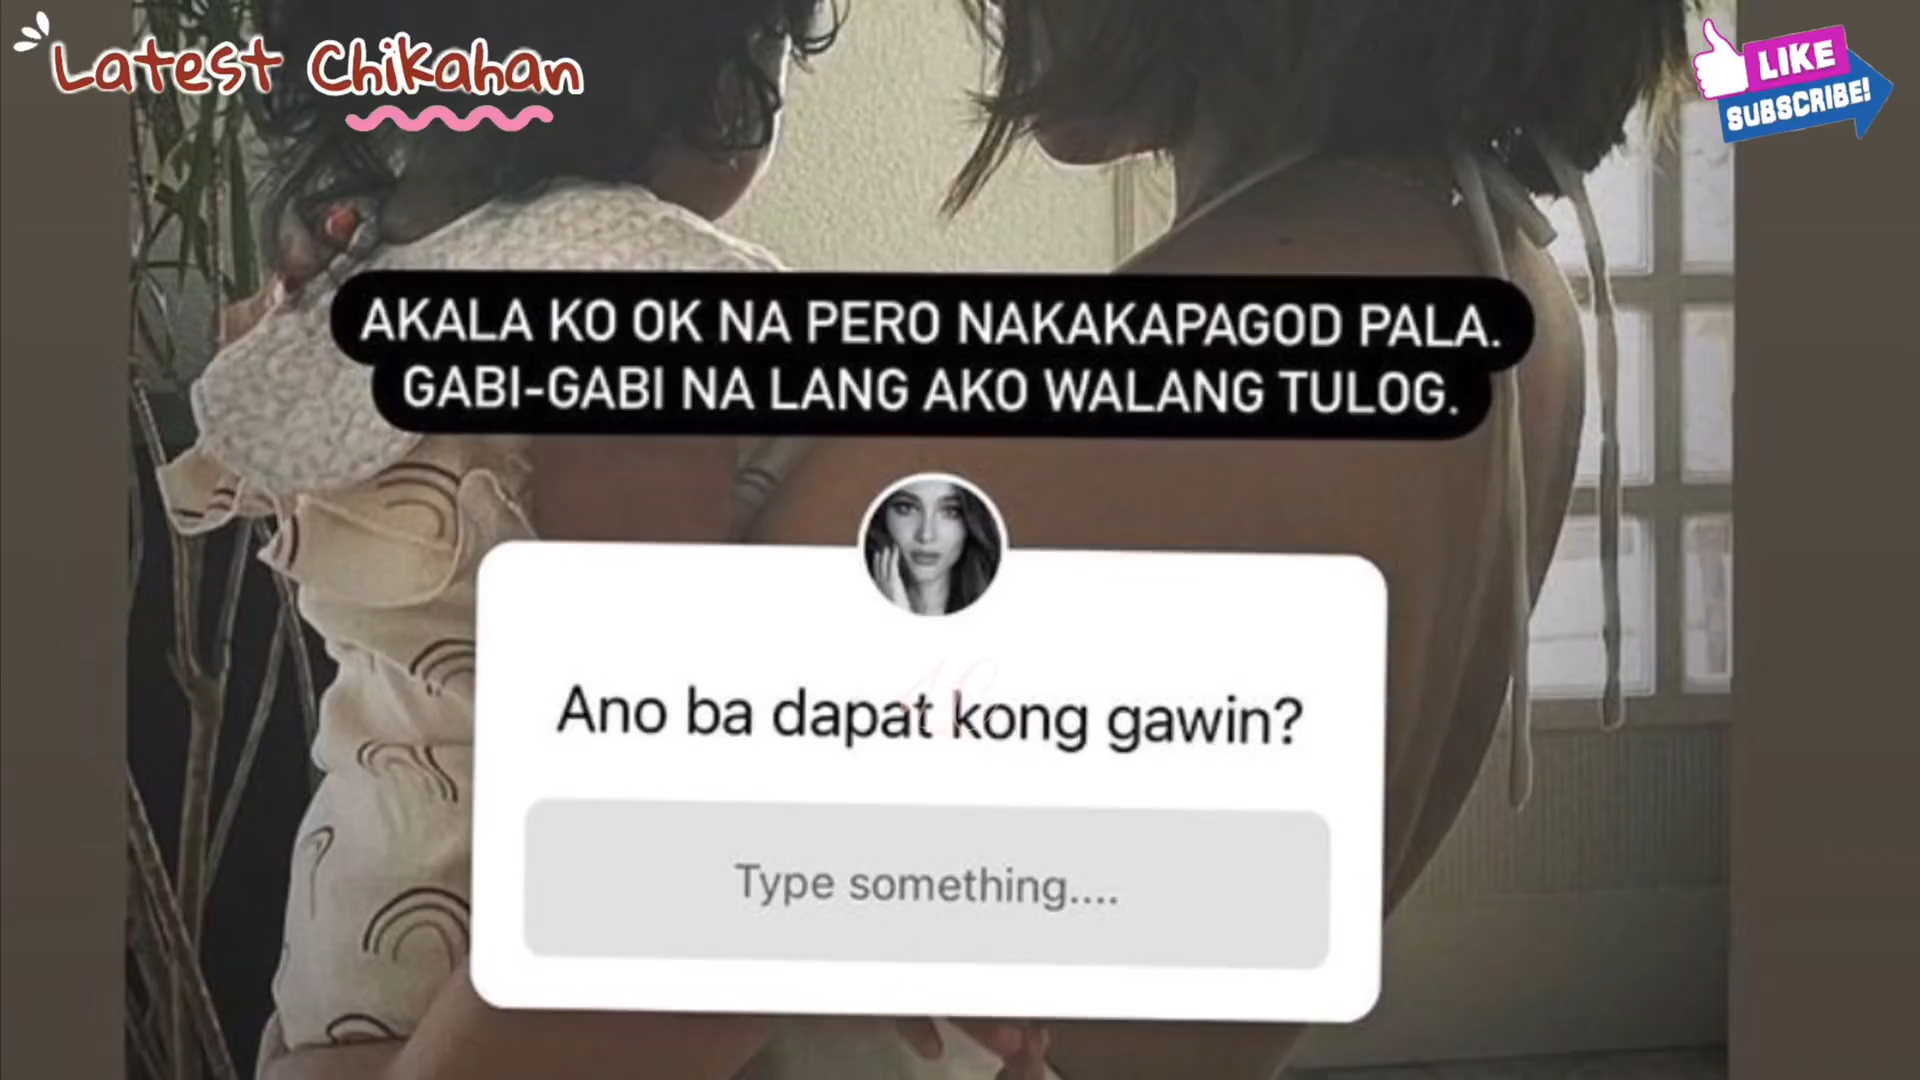 Latest Chikahan
LIKE
SUBSCRIBE!
AKALA KO OK NA PERO NAKAKAPAGOD PALA.
GABI-GABI NA LANG AKO WALANG TULOG.
Ano ba dapat kong gawin?
Type something....